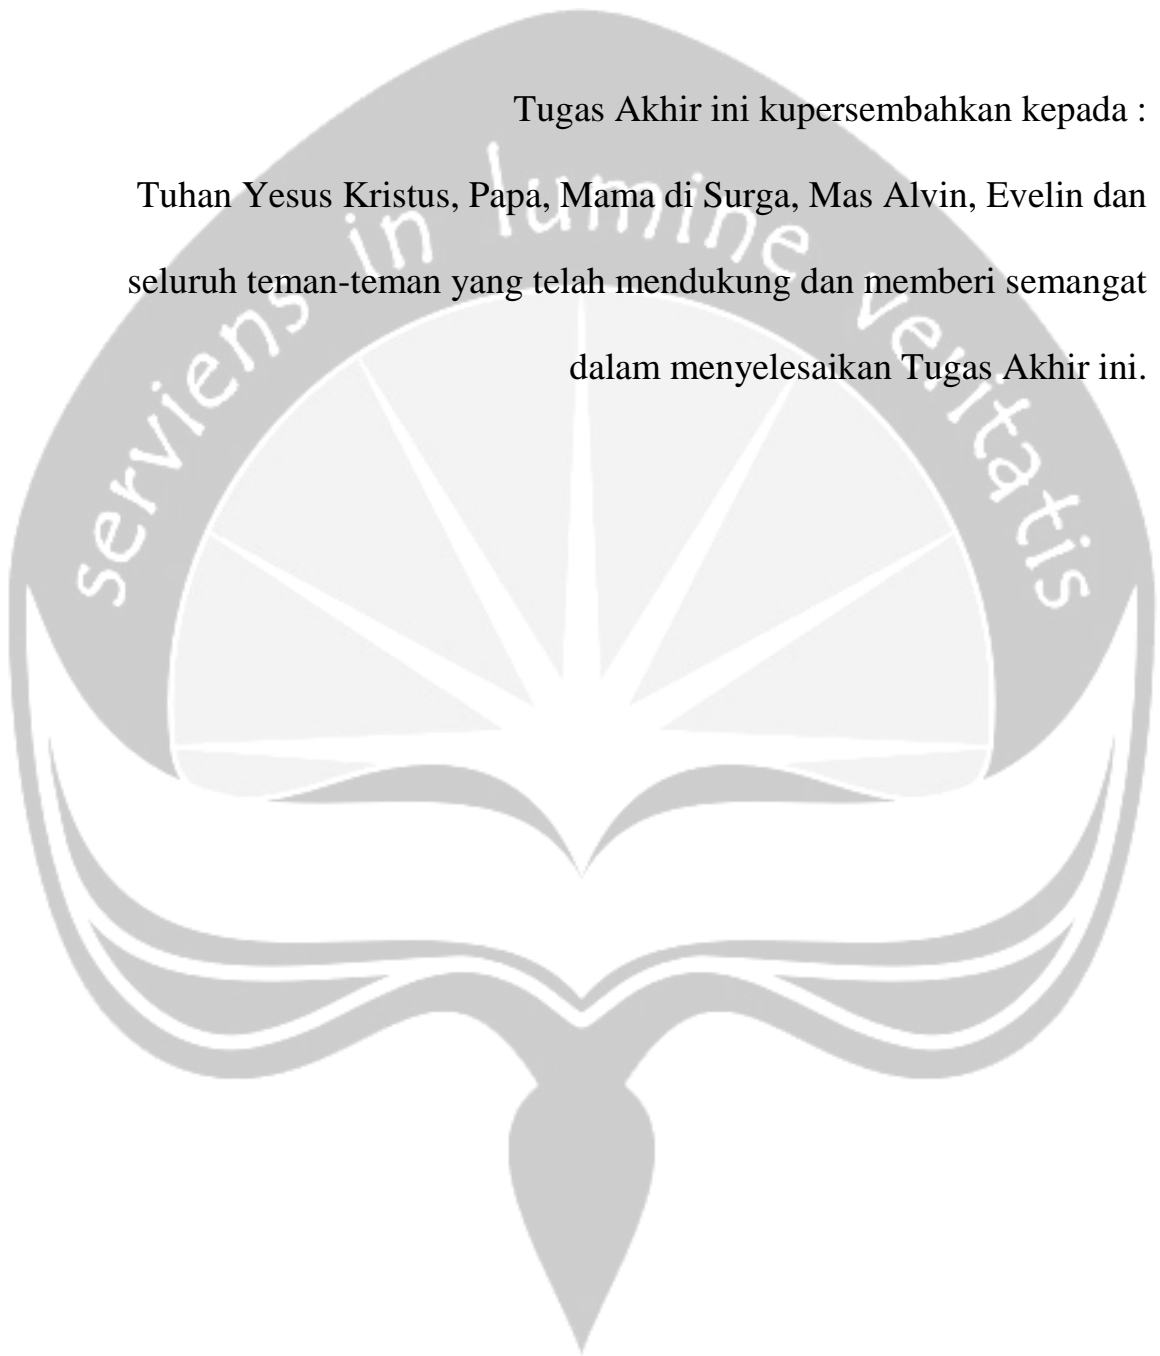 Tugas Akhir ini kupersembahkan kepada :
Tuhan Yesus Kristus, Papa, Mama di Surga, Mas Alvin, Evelin dan
seluruh teman-teman yang telah mendukung dan memberi semangat
dalam menyelesaikan Tugas Akhir ini.
serviens in lumine veritatis